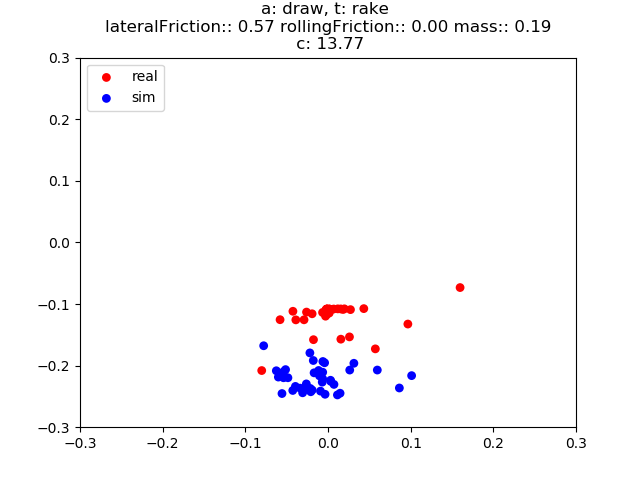 a: draw, t: rake
lateralFriction:: 0.57 rollingFriction:: 0.00 mass:: 0.19
c: 13.77
real
sim
0.3
0.2
0.1
0.0
−0.1
−0.2
−0.3
−0.3
−0.2
−0.1
0.0
0.1
0.2
0.3